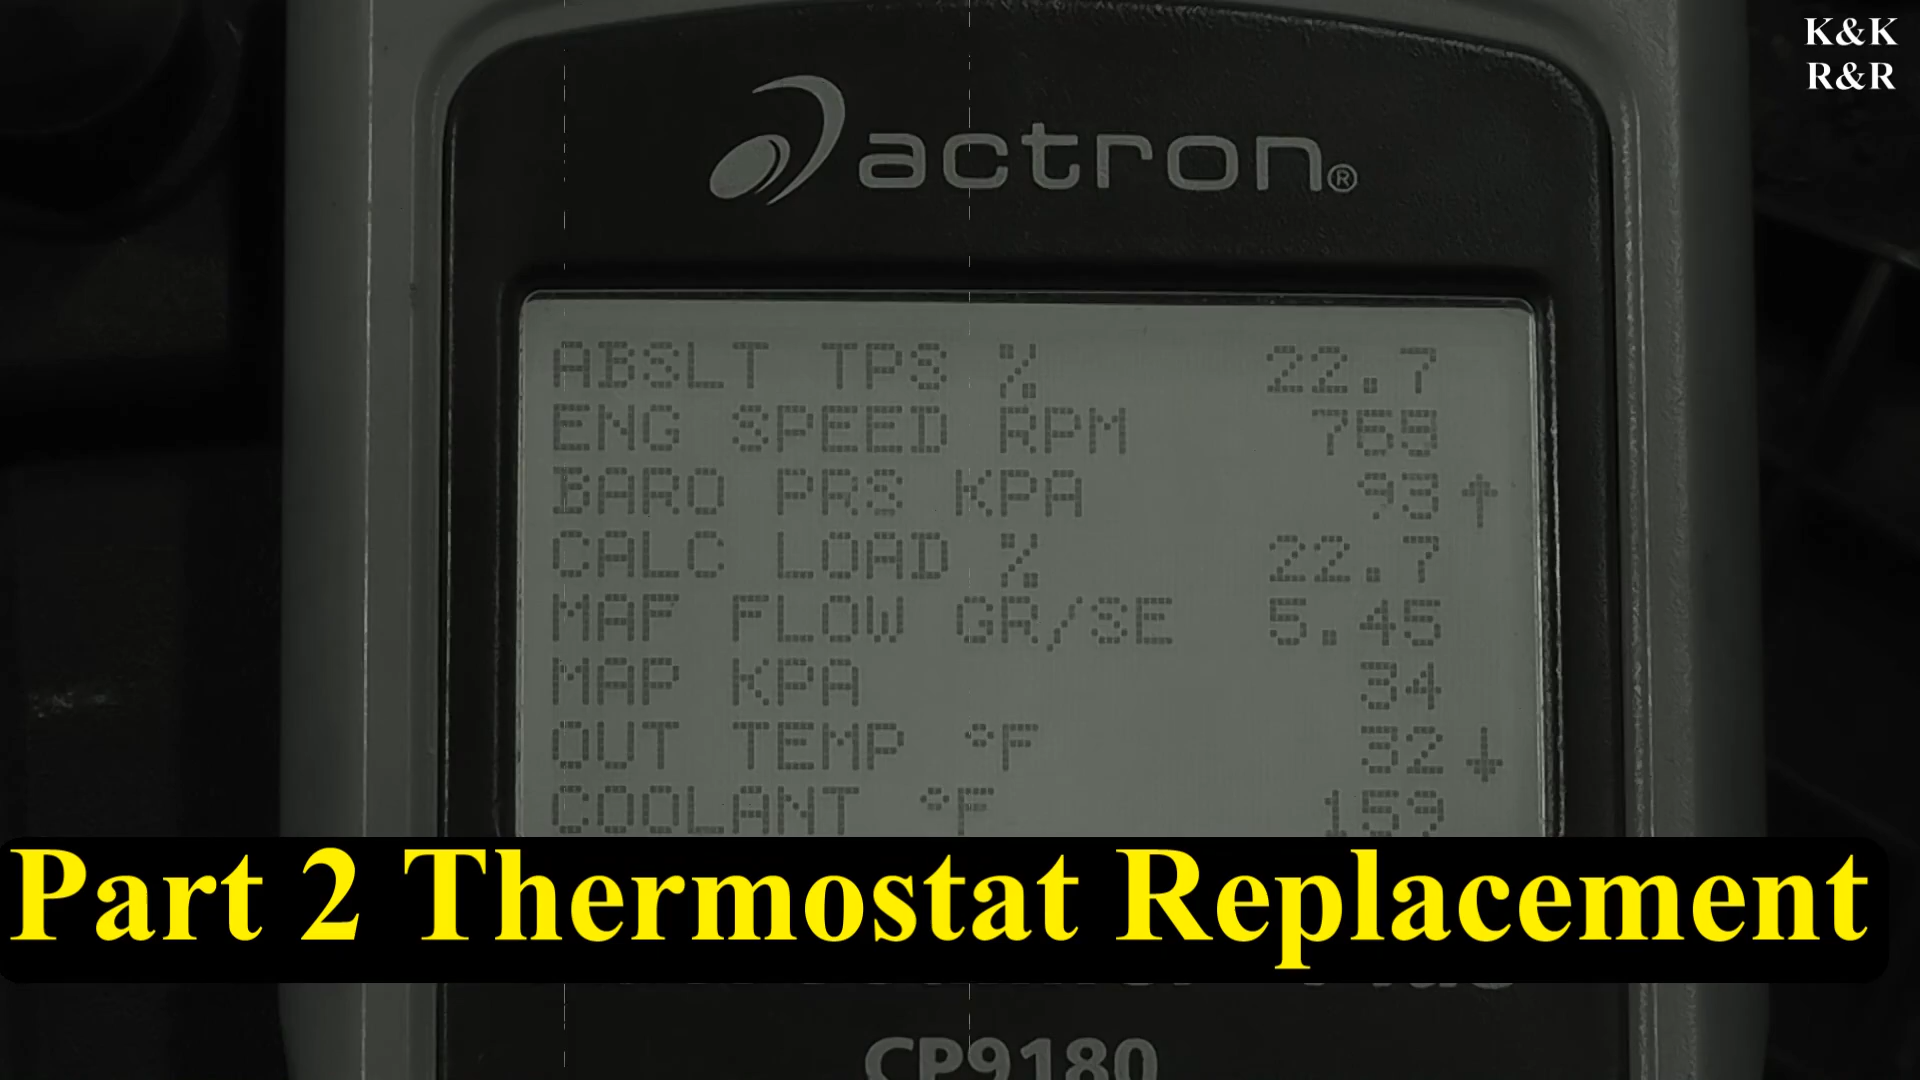 K&K
R&R
actron®
ABSLT TPS % 22.7
ENG SPEED RPM 769
BARO PRS KPA 93↑
CALC LOAD % 22.7
MAF FLOW GR/SE 5.45
MAP KPA 34
OUT TEMP °F 32↓
COOLANT °F 159
Part 2 Thermostat Replacement
CP9180